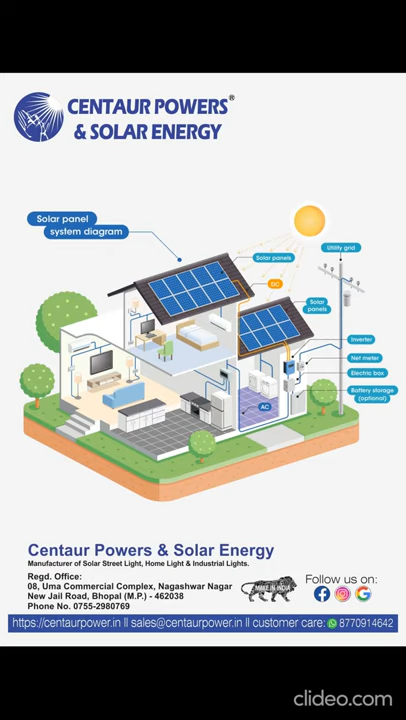 CENTAUR POWERS®
& SOLAR ENERGY
Solar panel
system diagram
Solar panels
Utility grid
DC
Solar
panels
Inverter
Net meter
Electric box
Battery storage
(optional)
AC
Centaur Powers & Solar Energy
Manufacturer of Solar Street Light, Home Light & Industrial Lights.
Regd. Office:
08, Uma Commercial Complex, Nagashwar Nagar
New Jail Road, Bhopal (M.P.) - 462038
Phone No. 0755-2980769
MAKE IN INDIA
Follow us on:
https://centaurpower.in ll sales@centaurpower.in ll customer care: 8770914642
clideo.com